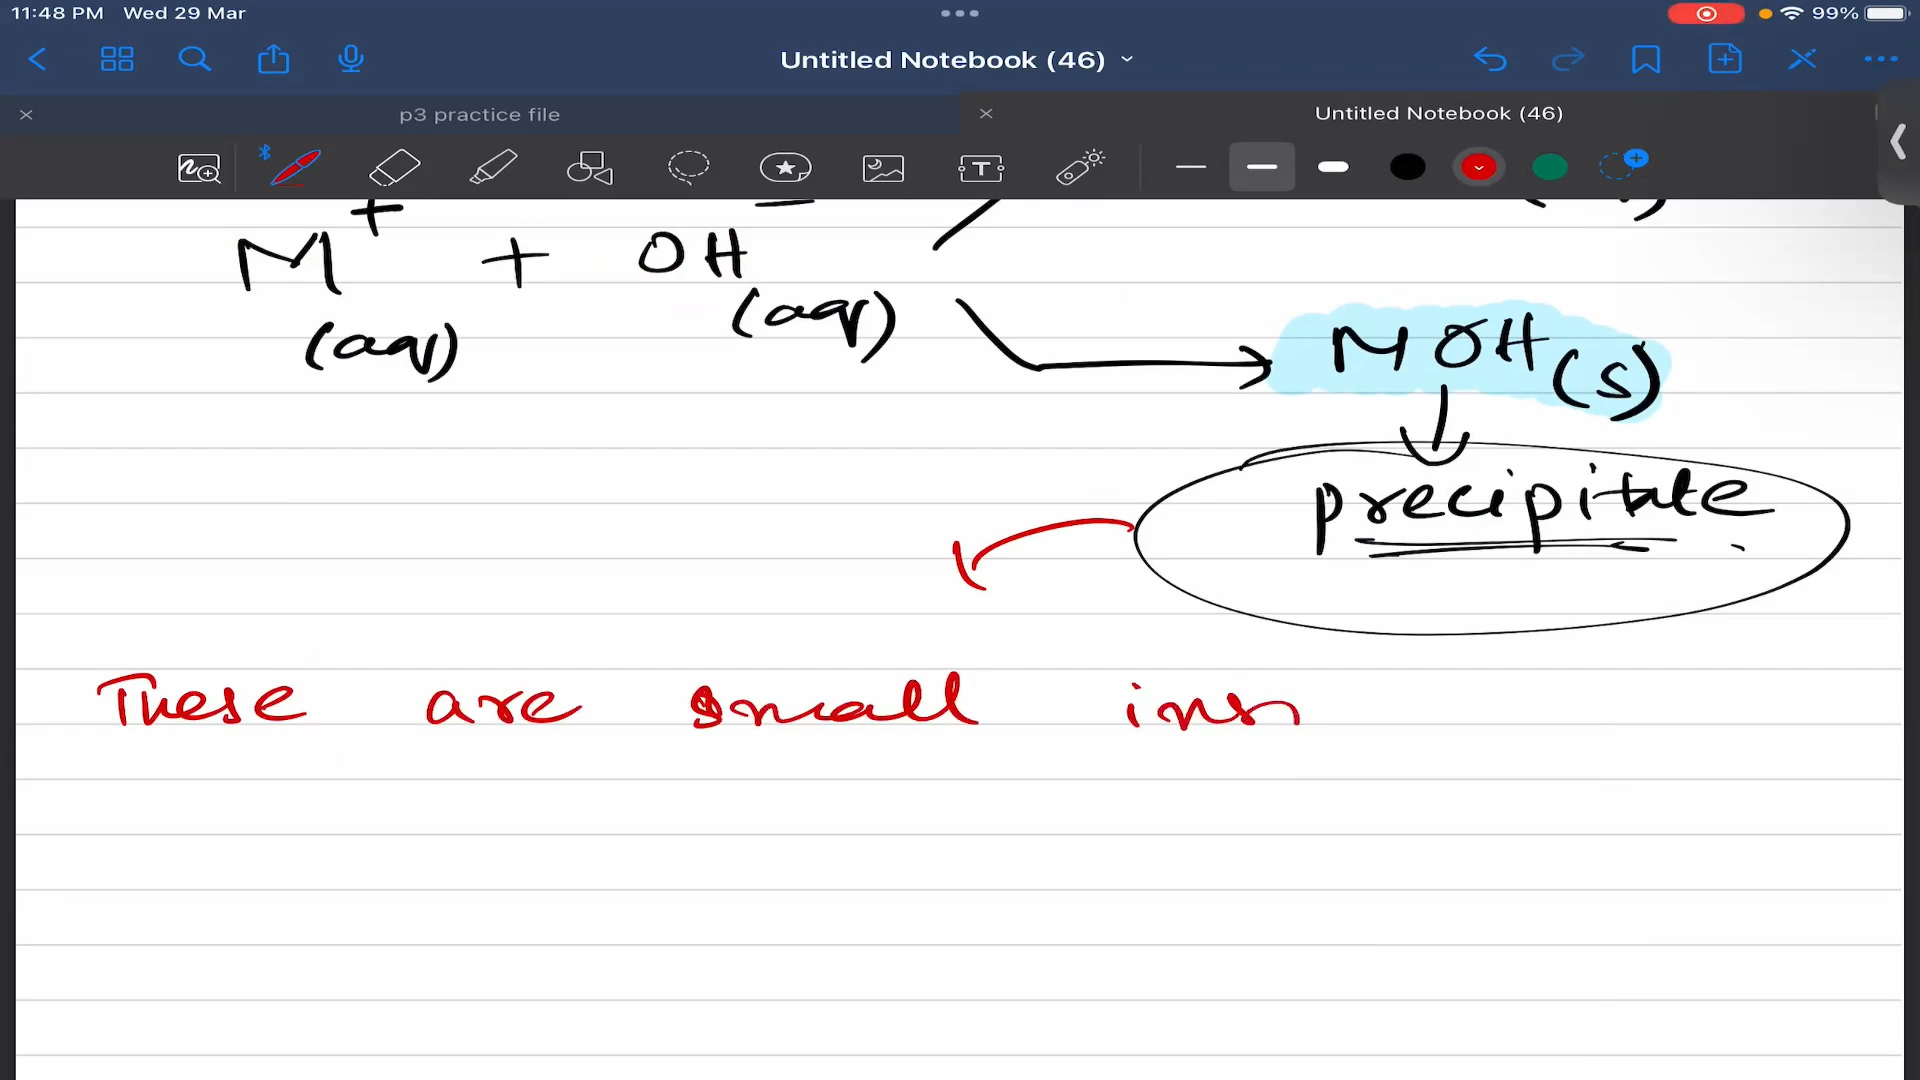 11:48 PM Wed 29 Mar
99%
Untitled Notebook (46)
p3 practice file
Untitled Notebook (46)
M+ + OH
(aq) (aq)
MOH(s)
precipitate
These are small ins